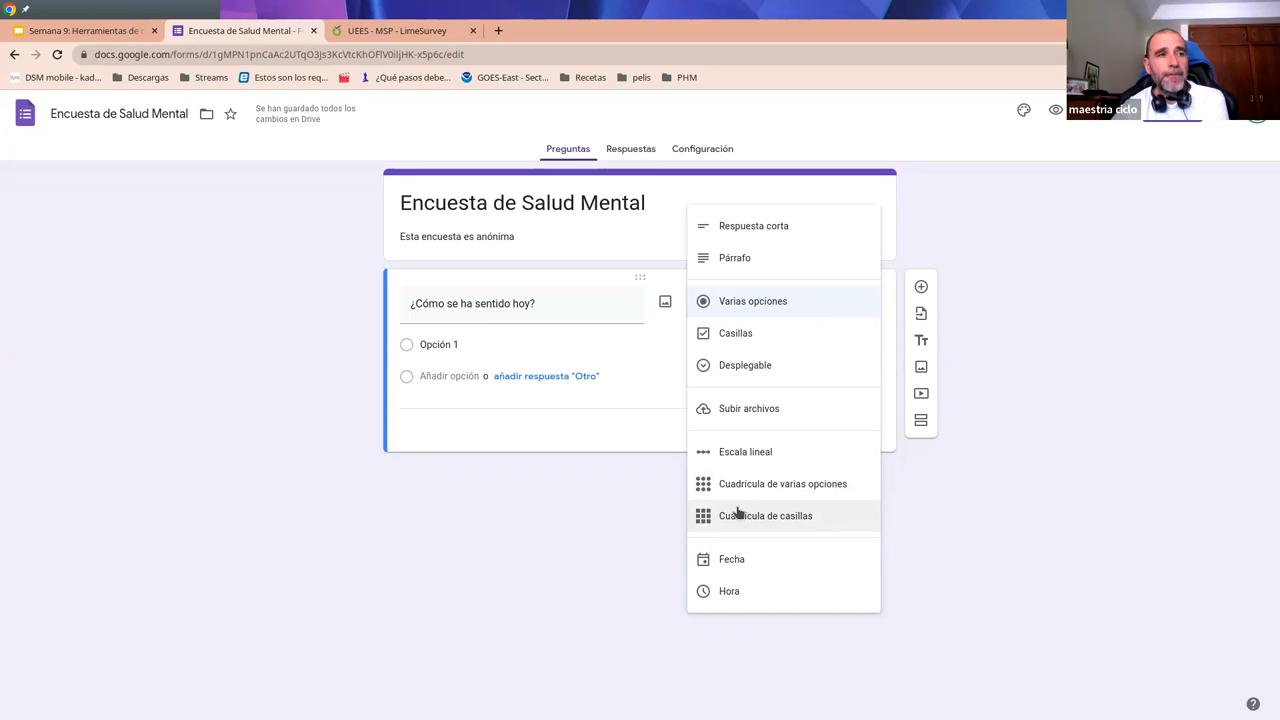 Semana 9: Herramientas de
Encuesta de Salud Mental - F
UEES - MSP - LimeSurvey
docs.google.com/forms/d/1gMPN1pnCaAc2UTqO3Js3KcVtcKhOFlV0iljHK-x5p6c/edit
DSM mobile - kad...
Descargas
Streams
Estos son los req...
¿Qué pasos debe...
GOES-East - Sect...
Recetas
pelis
PHM
maestria ciclo
Encuesta de Salud Mental
Se han guardado todos los
cambios en Drive
Preguntas
Respuestas
Configuración
Encuesta de Salud Mental
Esta encuesta es anónima
¿Cómo se ha sentido hoy?
Opción 1
Añadir opción o añadir respuesta "Otro"
Respuesta corta
Párrafo
Varias opciones
Casillas
Desplegable
Subir archivos
Escala lineal
Cuadrícula de varias opciones
Cuadrícula de casillas
Fecha
Hora
Tт